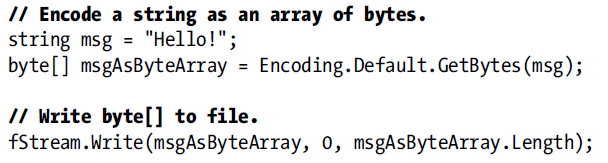 // Encode a string as an array of bytes.
string msg = "Hello!";
byte[] msgAsByteArray = Encoding.Default.GetBytes(msg);
// Write byte[] to file.
fStream.Write(msgAsByteArray, 0, msgAsByteArray.Length);